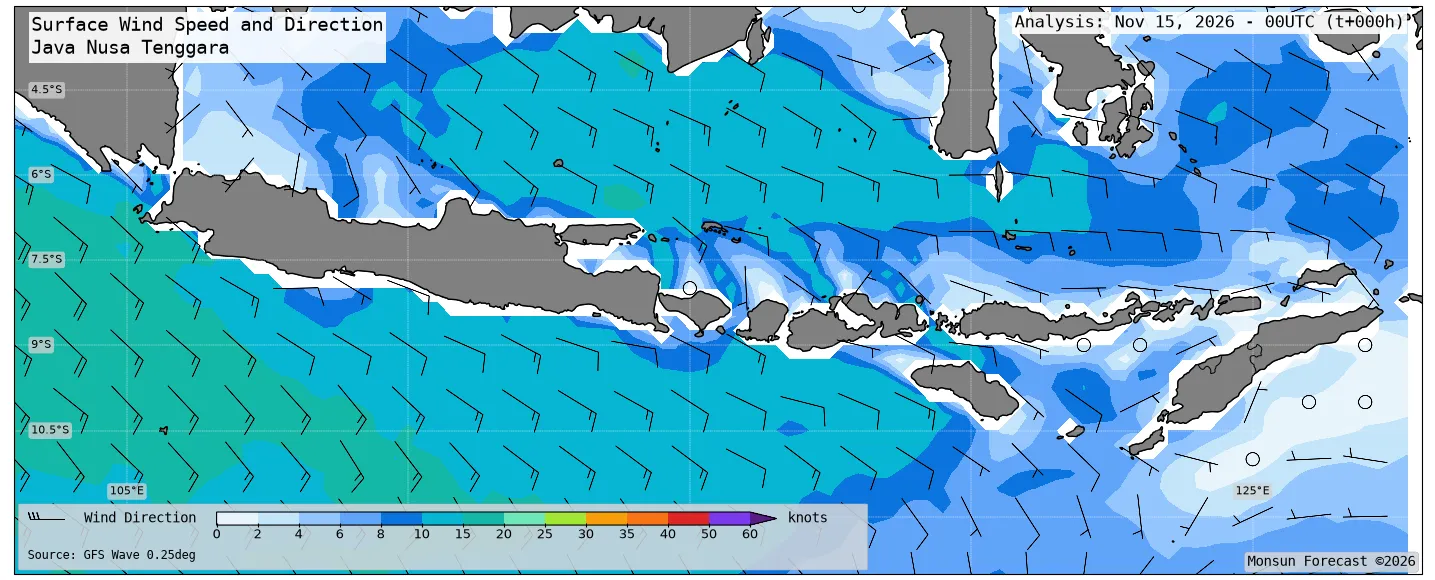 Surface Wind Speed and Direction
Java Nusa Tenggara
Analysis: Nov 15, 2026 - 00UTC (t+000h)
4.5°S
6°S
7.5°S
9°S
10.5°S
105°E
125°E
Wind Direction
0 2 4 6 8 10 15 20 25 30 40 50 60
knots
Source: GFS Wave 0.25deg
Monsun Forecast ©2026